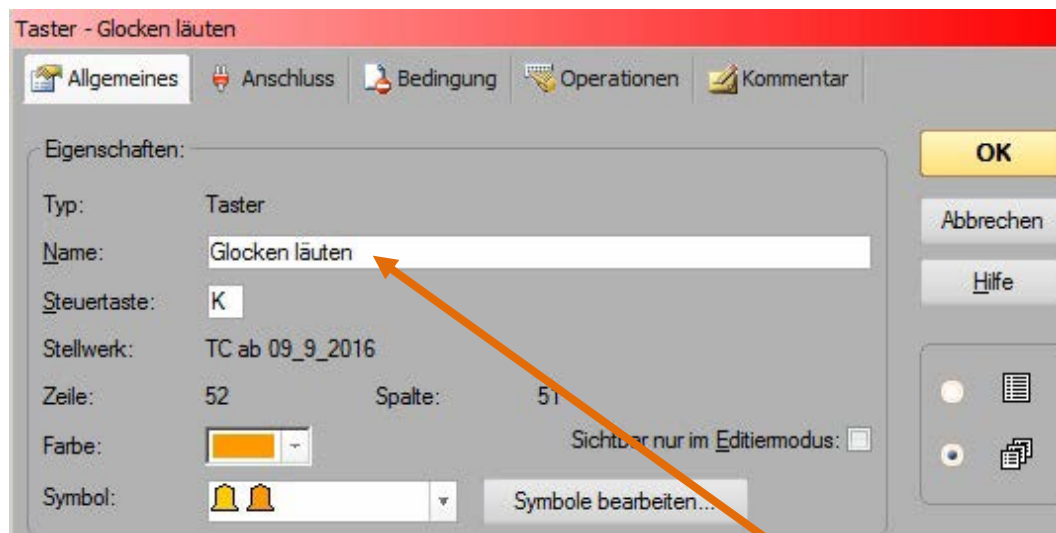 Taster - Glocken läuten
Allgemeines Anschluss Bedingung Operationen Kommentar
Eigenschaften:
OK
Typ: Taster
Abbrechen
Name: Glocken läuten
Hilfe
Steuertaste: K
Stellwerk: TC ab 09_9_2016
Zeile: 52 Spalte: 51
Farbe: Sichtbar nur im Editiermodus:
Symbol: Symbole bearbeiten...